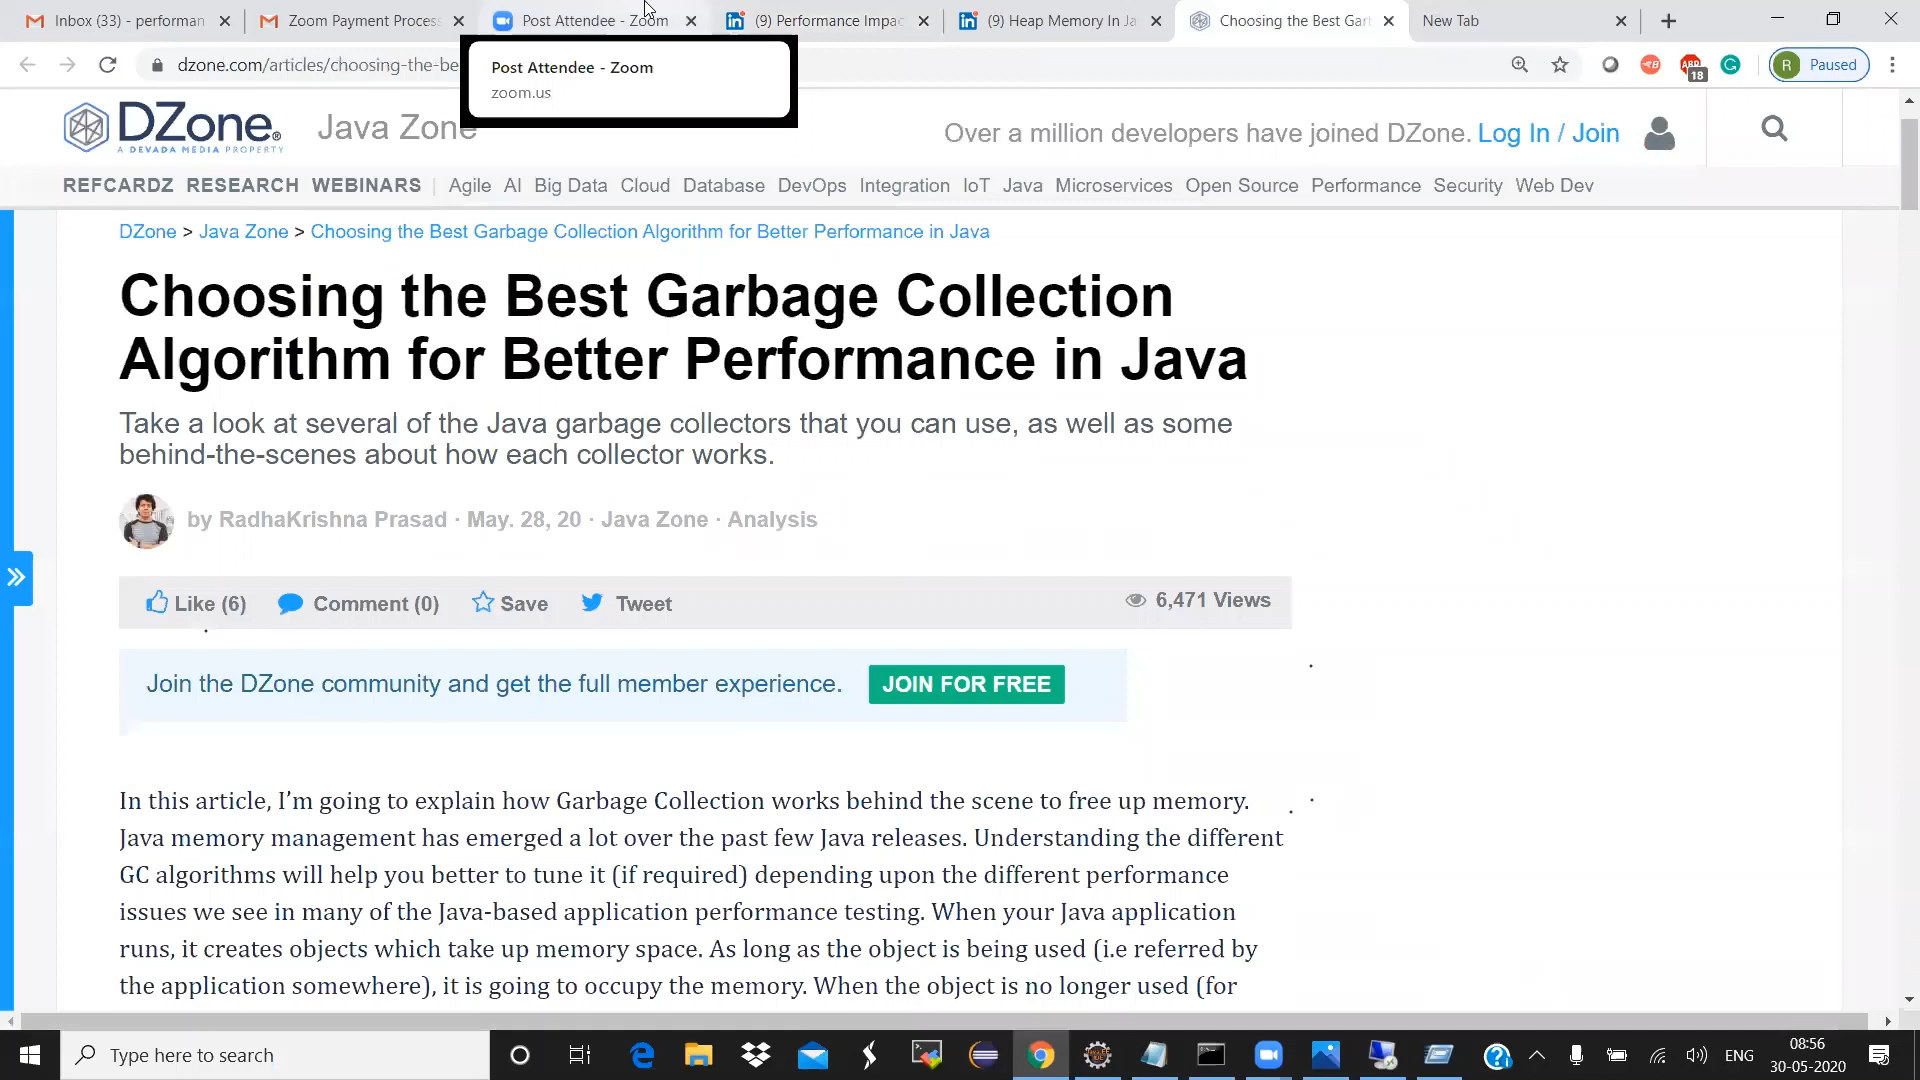 Inbox (33) - performan
Zoom Payment Process
Post Attendee - Zoom
(9) Performance Impac
(9) Heap Memory In Ja
Choosing the Best Gar
New Tab
dzone.com/articles/choosing-the-be
Post Attendee - Zoom
zoom.us
18
R Paused
DZone.
A DEVADA MEDIA PROPERTY
Java Zone
Over a million developers have joined DZone. Log In / Join
REFCARDZ RESEARCH WEBINARS | Agile AI Big Data Cloud Database DevOps Integration IoT Java Microservices Open Source Performance Security Web Dev
DZone > Java Zone > Choosing the Best Garbage Collection Algorithm for Better Performance in Java
Choosing the Best Garbage Collection
Algorithm for Better Performance in Java
Take a look at several of the Java garbage collectors that you can use, as well as some
behind-the-scenes about how each collector works.
by RadhaKrishna Prasad · May. 28, 20 · Java Zone · Analysis
Like (6) Comment (0) Save Tweet 6,471 Views
Join the DZone community and get the full member experience. JOIN FOR FREE
In this article, I’m going to explain how Garbage Collection works behind the scene to free up memory.
Java memory management has emerged a lot over the past few Java releases. Understanding the different
GC algorithms will help you better to tune it (if required) depending upon the different performance
issues we see in many of the Java-based application performance testing. When your Java application
runs, it creates objects which take up memory space. As long as the object is being used (i.e referred by
the application somewhere), it is going to occupy the memory. When the object is no longer used (for
Type here to search
ENG
08:56
30-05-2020